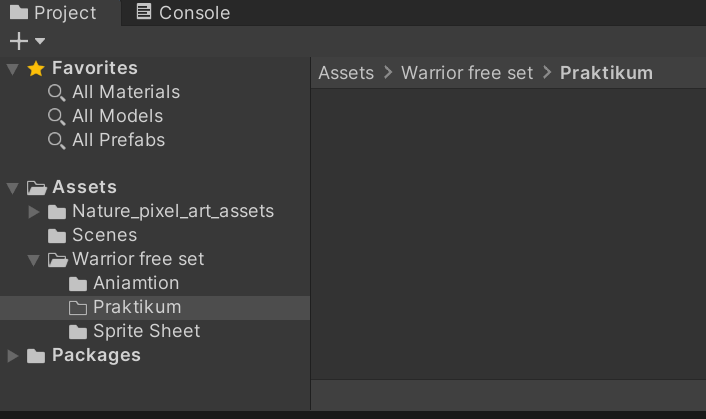 Project
Console
Favorites
All Materials
All Models
All Prefabs
Assets
Nature_pixel_art_assets
Scenes
Warrior free set
Aniamtion
Praktikum
Sprite Sheet
Packages
Assets > Warrior free set > Praktikum